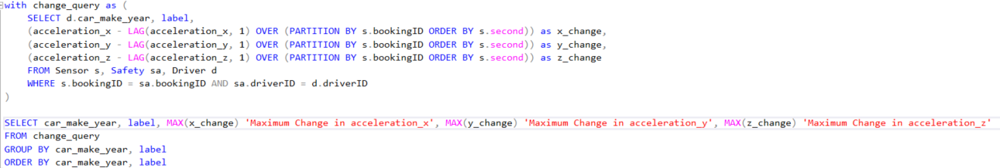 with change_query as (
SELECT d.car_make_year, label,
(acceleration_x - LAG(acceleration_x, 1) OVER (PARTITION BY s.bookingID ORDER BY s.second)) as x_change,
(acceleration_y - LAG(acceleration_y, 1) OVER (PARTITION BY s.bookingID ORDER BY s.second)) as y_change,
(acceleration_z - LAG(acceleration_z, 1) OVER (PARTITION BY s.bookingID ORDER BY s.second)) as z_change
FROM Sensor s, Safety sa, Driver d
WHERE s.bookingID = sa.bookingID AND sa.driverID = d.driverID
)
SELECT car_make_year, label, MAX(x_change) 'Maximum Change in acceleration_x', MAX(y_change) 'Maximum Change in acceleration_y', MAX(z_change) 'Maximum Change in acceleration_z'
FROM change_query
GROUP BY car_make_year, label
ORDER BY car_make_year, label